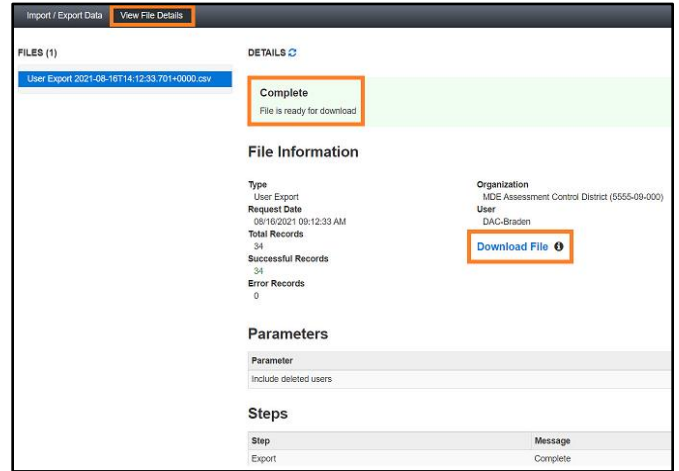 Import / Export Data View File Details
FILES (1)
User Export 2021-08-16T14:12:33.701+0000.csv
DETAILS
Complete
File is ready for download
File Information
Type
User Export
Request Date
08/16/2021 09:12:33 AM
Total Records
34
Successful Records
34
Error Records
0
Organization
MDE Assessment Control District (5555-09-000)
User
DAC-Braden
Download File
Parameters
Parameter
Include deleted users
Steps
Step Message
Export Complete